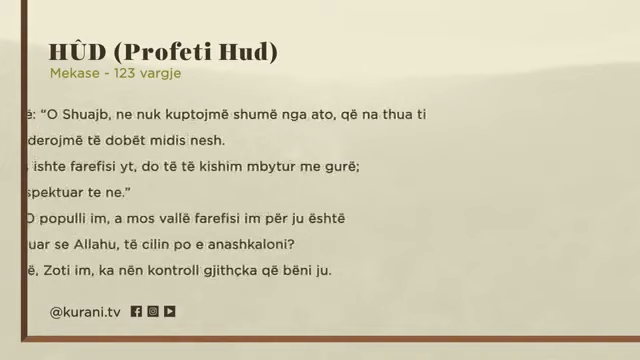 HÛD (Profeti Hud)
Mekase - 123 vargje
ë: “O Shuajb, ne nuk kuptojmë shumë nga ato, që na thua ti
derojmë të dobët midis nesh.
ishte farefisi yt, do të të kishim mbytur me gurë;
spektuar te ne.”
O populli im, a mos vallë farefisi im për ju është
uar se Allahu, të cilin po e anashkaloni?
ë, Zoti im, ka nën kontroll gjithçka që bëni ju.
@kurani.tv